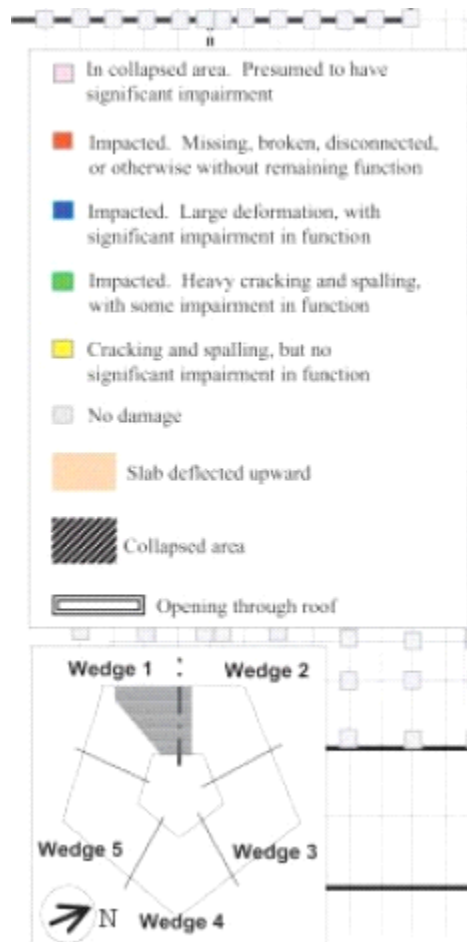 In collapsed area. Presumed to have
significant impairment
Impacted. Missing, broken, disconnected,
or otherwise without remaining function
Impacted. Large deformation, with
significant impairment in function
Impacted. Heavy cracking and spalling,
with some impairment in function
Cracking and spalling, but no
significant impairment in function
No damage
Slab deflected upward
Collapsed area
Opening through roof
Wedge 1
Wedge 2
Wedge 5
Wedge 3
N
Wedge 4